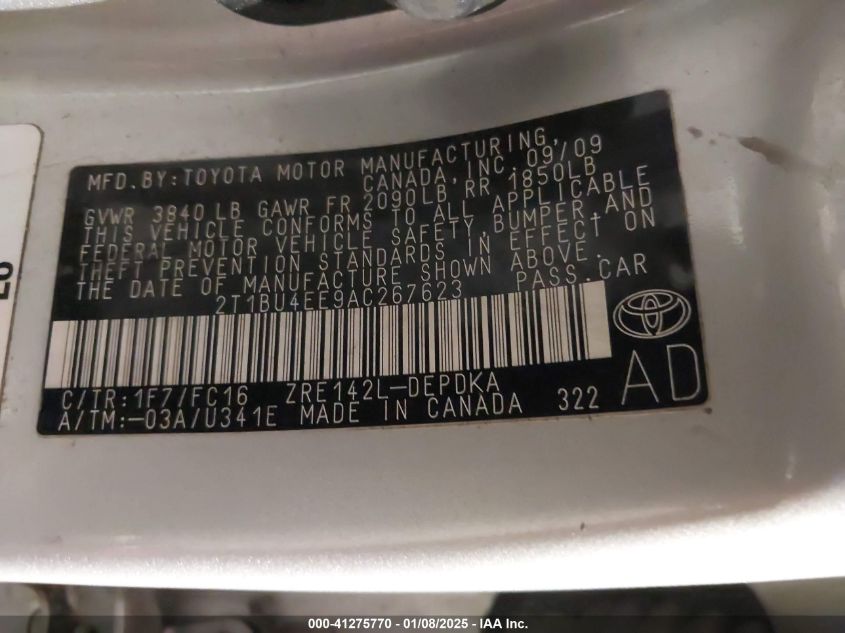 MFD.BY:TOYOTA MOTOR MANUFACTURING,
CANADA,INC. 09/09
GVWR 3840 LB GAWR FR 2090LB RR 1850LB
THIS VEHICLE CONFORMS TO ALL APPLICABLE
FEDERAL MOTOR VEHICLE SAFETY,BUMPER,AND
THEFT PREVENTION STANDARDS IN EFFECT ON
THE DATE OF MANUFACTURE SHOWN ABOVE.
2T1BU4EE9AC267623 PASS.CAR
C/TR:1F7/FC16 ZRE142L-DEPDKA
A/TM:-03A/U341E MADE IN CANADA 322
AD
000-41275770 - 01/08/2025 - IAA Inc.